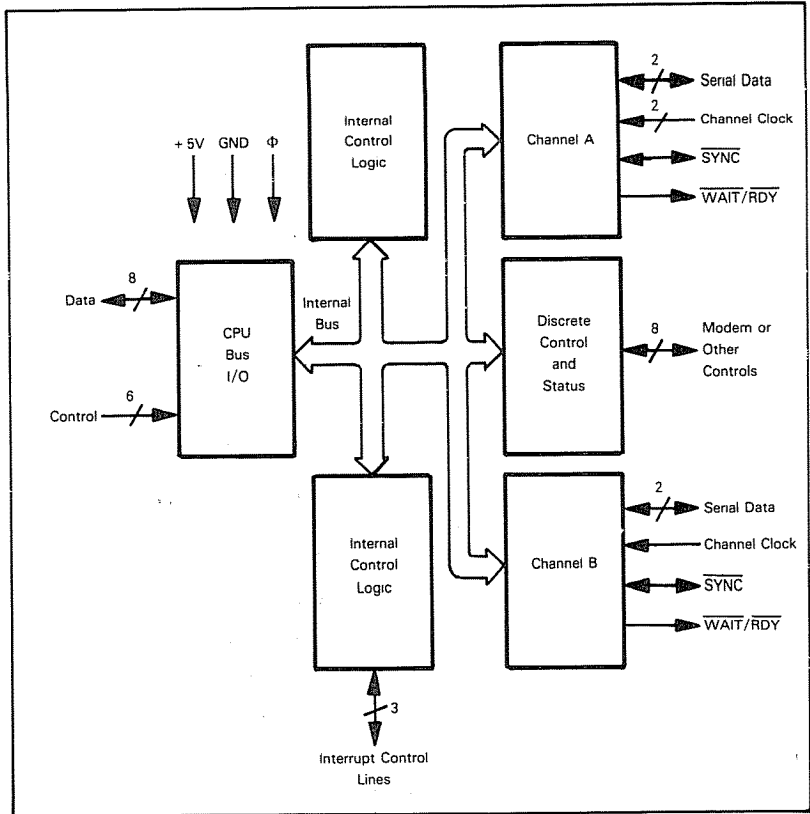 +5V GND Φ
Data
8
Control
6
CPU
Bus
I/O
Internal
Bus
Internal
Control
Logic
Internal
Control
Logic
3
Interrupt Control
Lines
Channel A
2
Serial Data
2
Channel Clock
SYNC
WAIT/RDY
Discrete
Control
and
Status
8
Modem or
Other
Controls
Channel B
2
Serial Data
Channel Clock
SYNC
WAIT/RDY